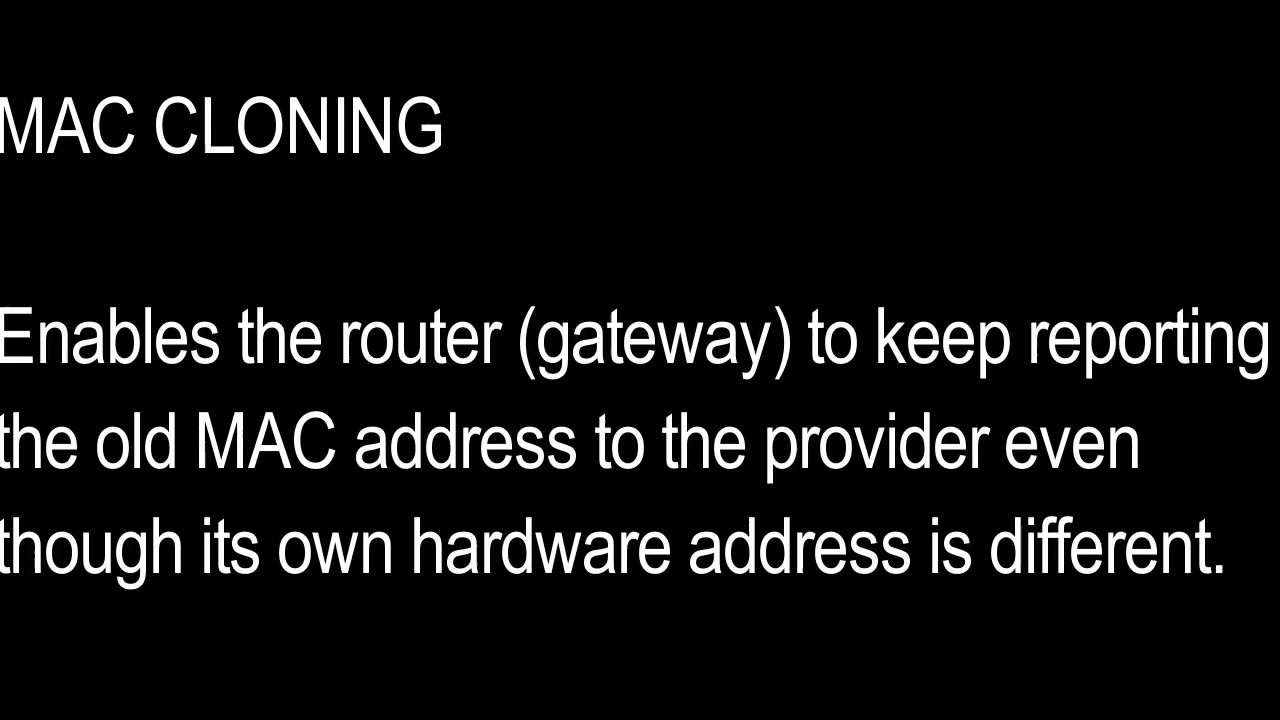 MAC CLONING
Enables the router (gateway) to keep reporting
the old MAC address to the provider even
though its own hardware address is different.